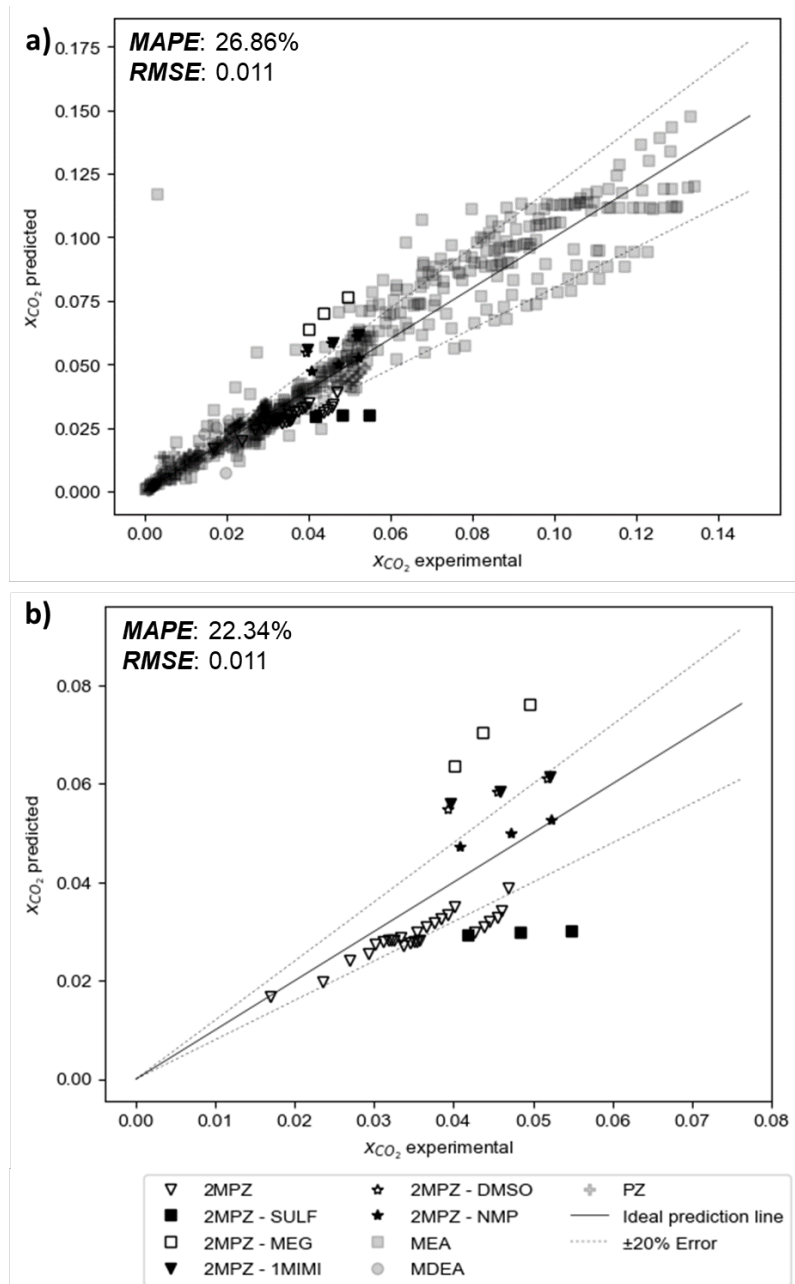 a)
MAPE: 26.86%
RMSE: 0.011
0.175
0.150
0.125
0.100
0.075
0.050
0.025
0.000
xCO2 predicted
0.00 0.02 0.04 0.06 0.08 0.10 0.12 0.14
xCO2 experimental
b)
MAPE: 22.34%
RMSE: 0.011
0.08
0.06
0.04
0.02
0.00
xCO2 predicted
0.00 0.01 0.02 0.03 0.04 0.05 0.06 0.07 0.08
xCO2 experimental
2MPZ 2MPZ - DMSO PZ
2MPZ - SULF 2MPZ - NMP Ideal prediction line
2MPZ - MEG MEA ±20% Error
2MPZ - 1MIMI MDEA